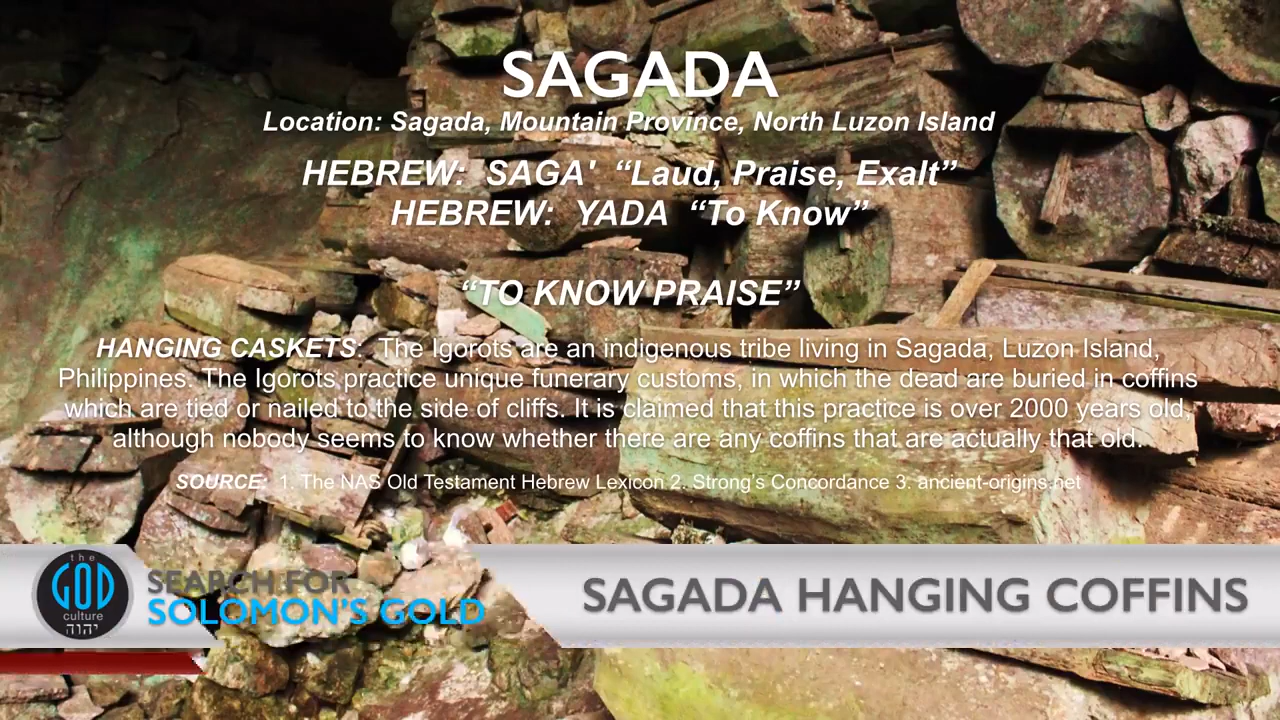 SAGADA
Location: Sagada, Mountain Province, North Luzon Island
HEBREW: SAGA' “Laud, Praise, Exalt”
HEBREW: YADA “To Know”
“TO KNOW PRAISE”
HANGING CASKETS: The Igorots are an indigenous tribe living in Sagada, Luzon Island,
Philippines. The Igorots practice unique funerary customs, in which the dead are buried in coffins
which are tied or nailed to the side of cliffs. It is claimed that this practice is over 2000 years old,
although nobody seems to know whether there are any coffins that are actually that old.
SOURCE: 1. The NAS Old Testament Hebrew Lexicon 2. Strong's Concordance 3. ancient-origins.net
the
GOD
culture
יהוה
SEARCH FOR
SOLOMON'S GOLD
SAGADA HANGING COFFINS